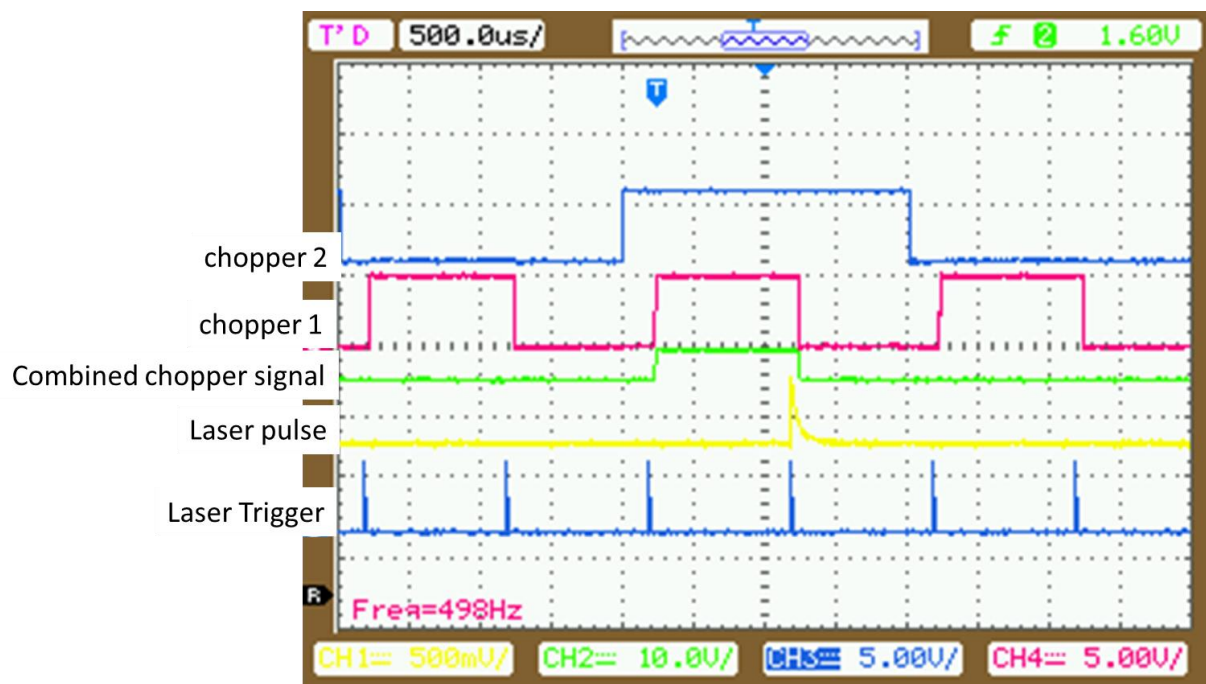 T'D 500.0us/ T 2 1.60V
T
chopper 2
chopper 1
Combined chopper signal
Laser pulse
Laser Trigger
R
Freq=498Hz
CH1 500mV/ CH2 10.0V/ CH3 5.00V/ CH4 5.00V/